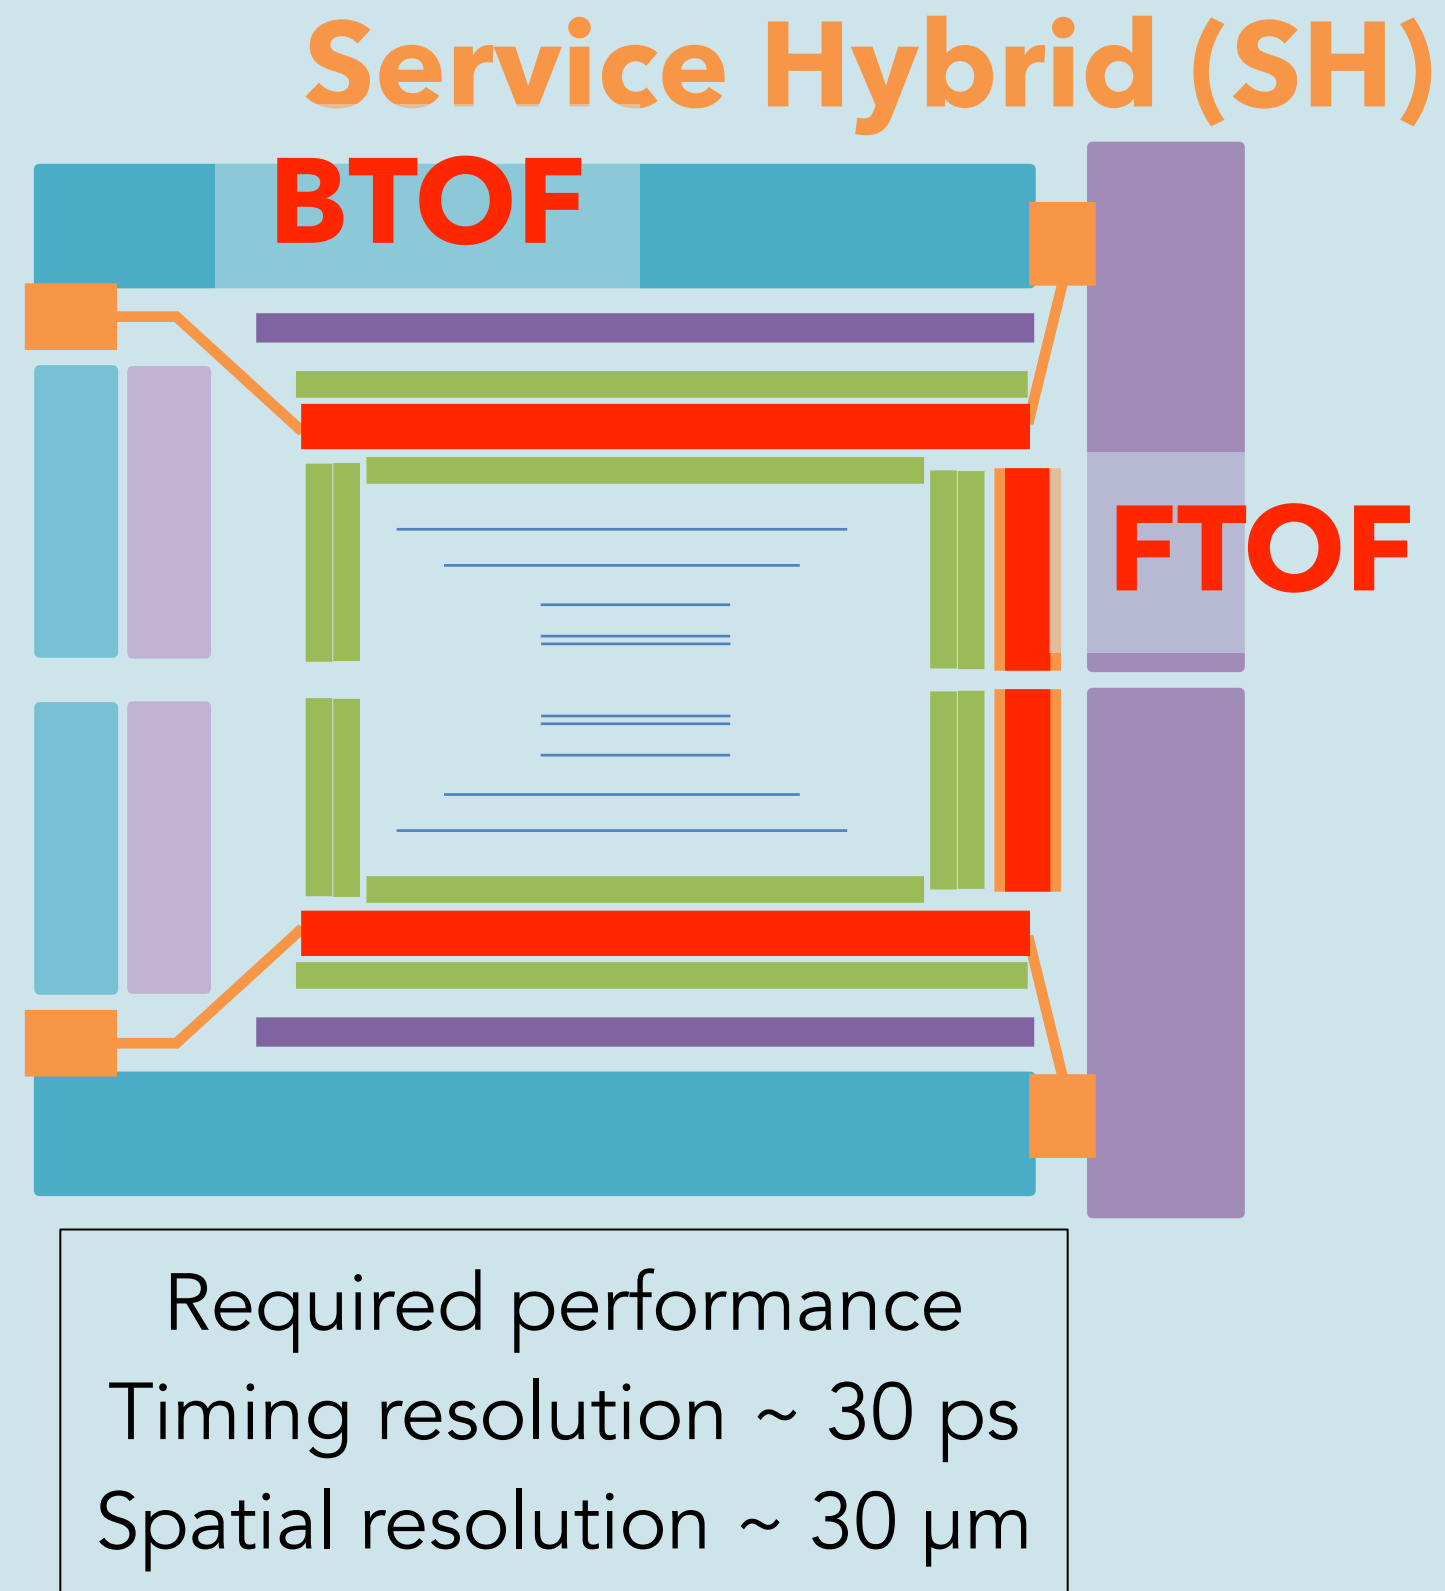 Service Hybrid (SH)
BTOF
FTOF
Required performance
Timing resolution ~ 30 ps
Spatial resolution ~ 30 μm